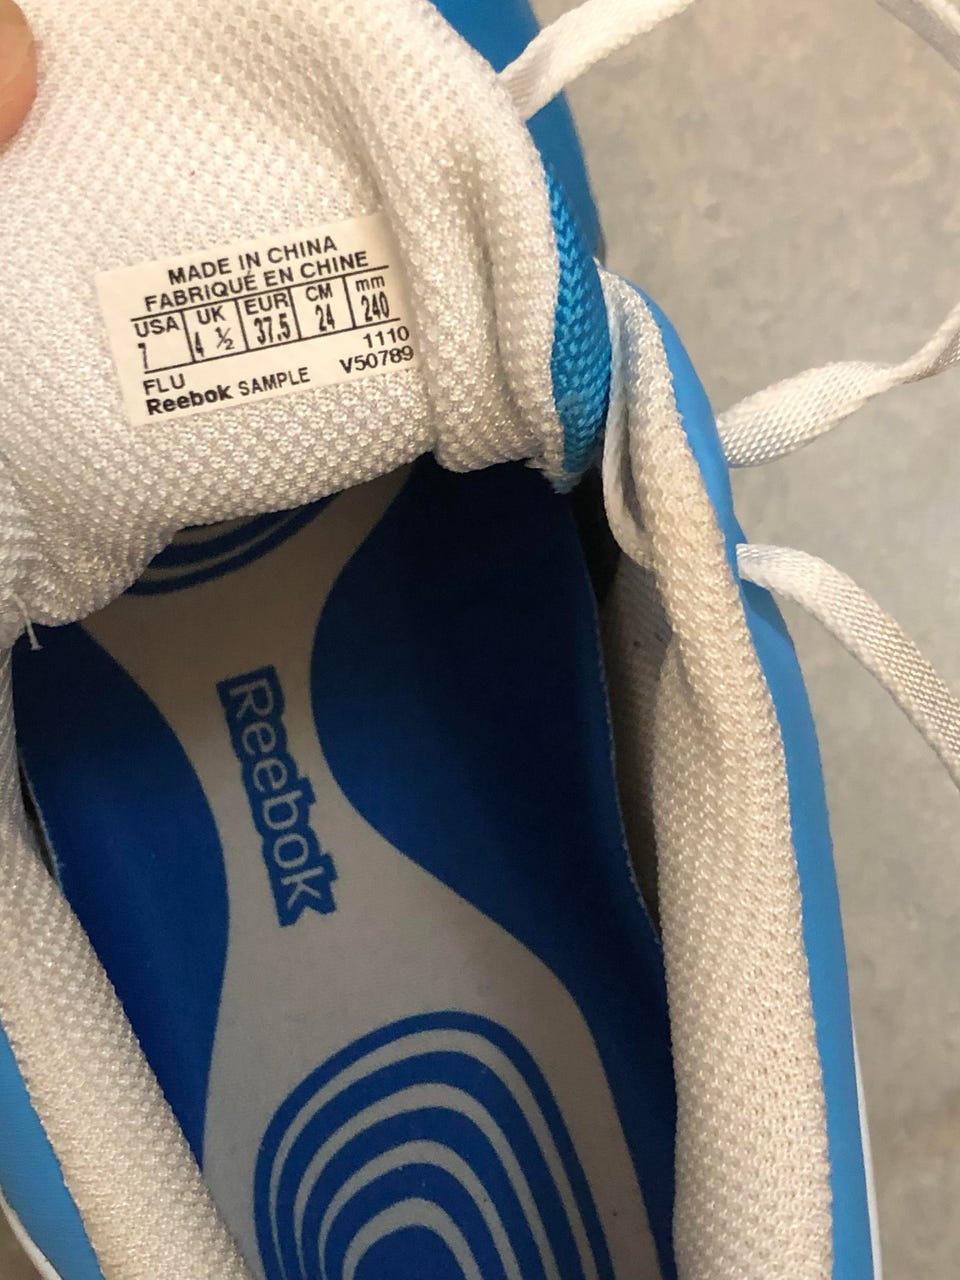 MADE IN CHINA
FABRIQUÉ EN CHINE
USA UK EUR CM mm
7 4 ½ 37.5 24 240
1110
FLU V50789
Reebok SAMPLE
Reebok